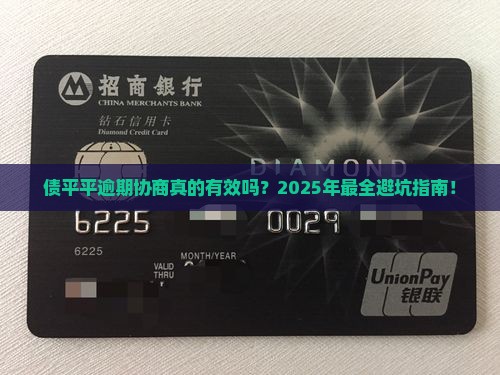 招商銀行
CHINA MERCHANTS BANK
钻石信用卡
Diamond Credit Card
DIAMOND
债平平逾期协商真的有效吗？2025年最全避坑指南！
6225 0029
6225
MONTH/YEAR
VALID
THRU
UnionPay
银联